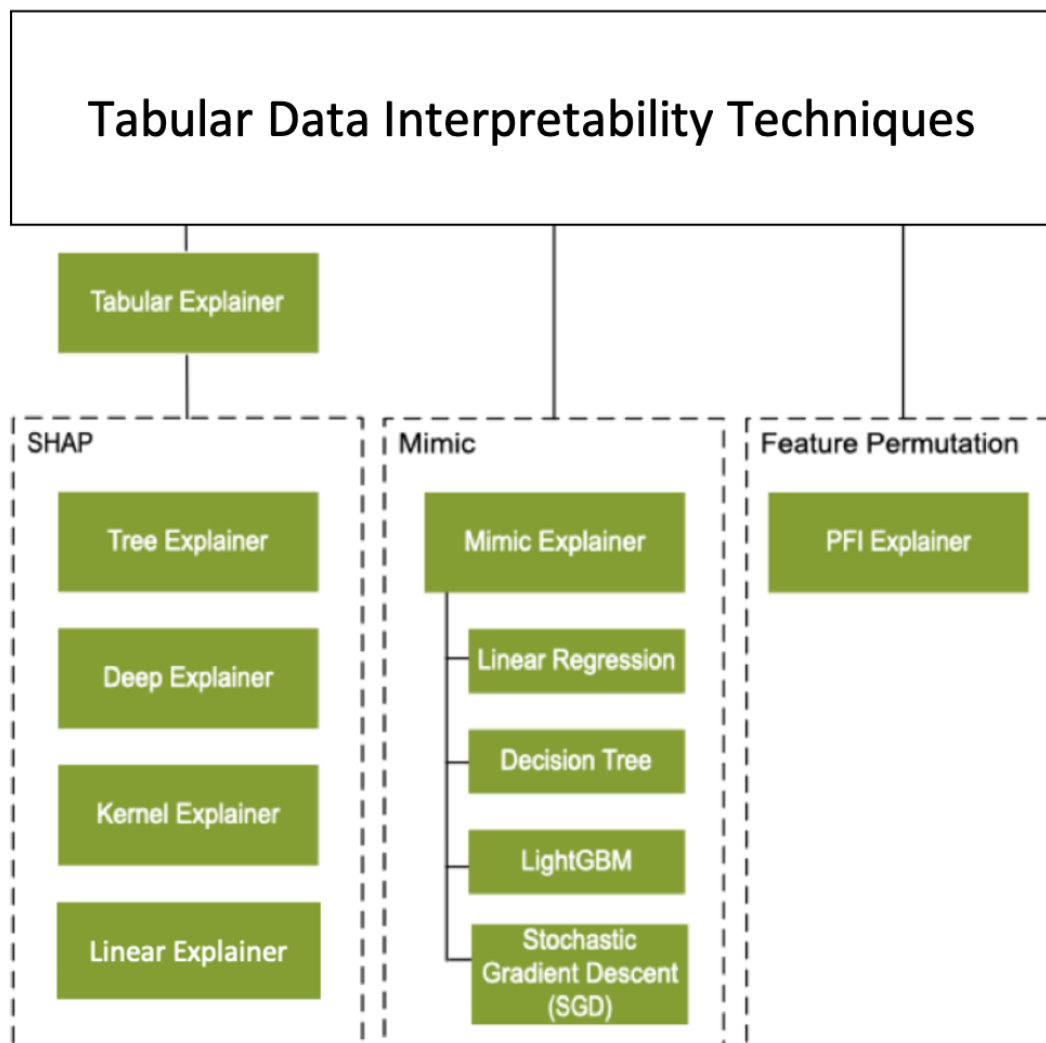 Tabular Data Interpretability Techniques
Tabular Explainer
SHAP
Tree Explainer
Deep Explainer
Kernel Explainer
Linear Explainer
Mimic
Mimic Explainer
Linear Regression
Decision Tree
LightGBM
Stochastic
Gradient Descent
(SGD)
Feature Permutation
PFI Explainer